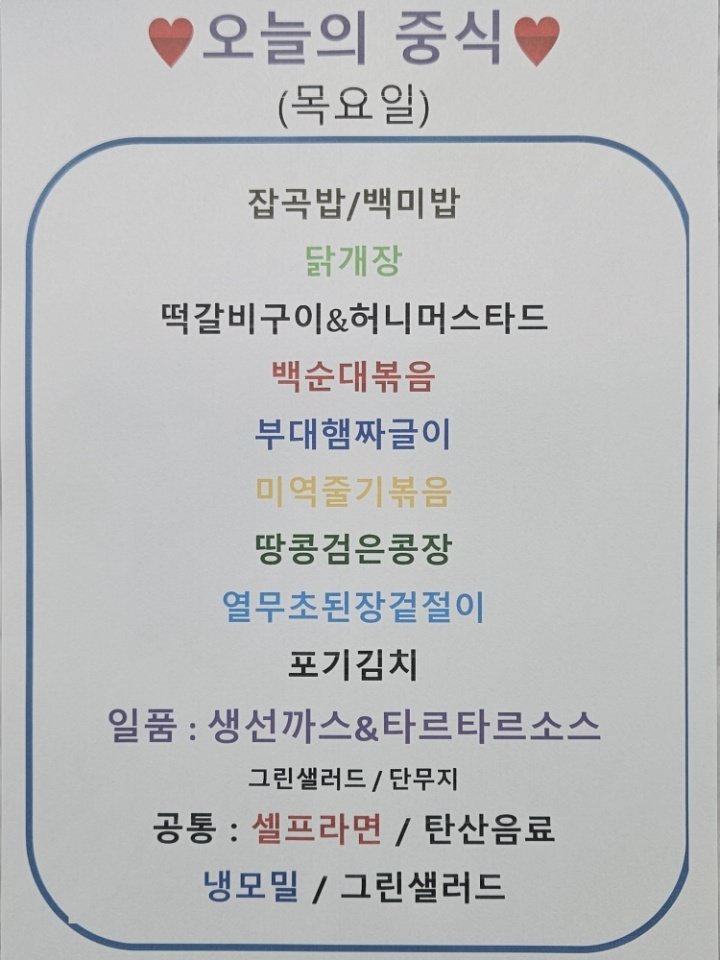 ♥오늘의 중식♥
(목요일)
잡곡밥/백미밥
닭개장
떡갈비구이&허니머스타드
백순대볶음
부대햄짜글이
미역줄기볶음
땅콩검은콩장
열무초된장겉절이
포기김치
일품 : 생선까스&타르타르소스
그린샐러드 / 단무지
공통 : 셀프라면 / 탄산음료
냉모밀 / 그린샐러드